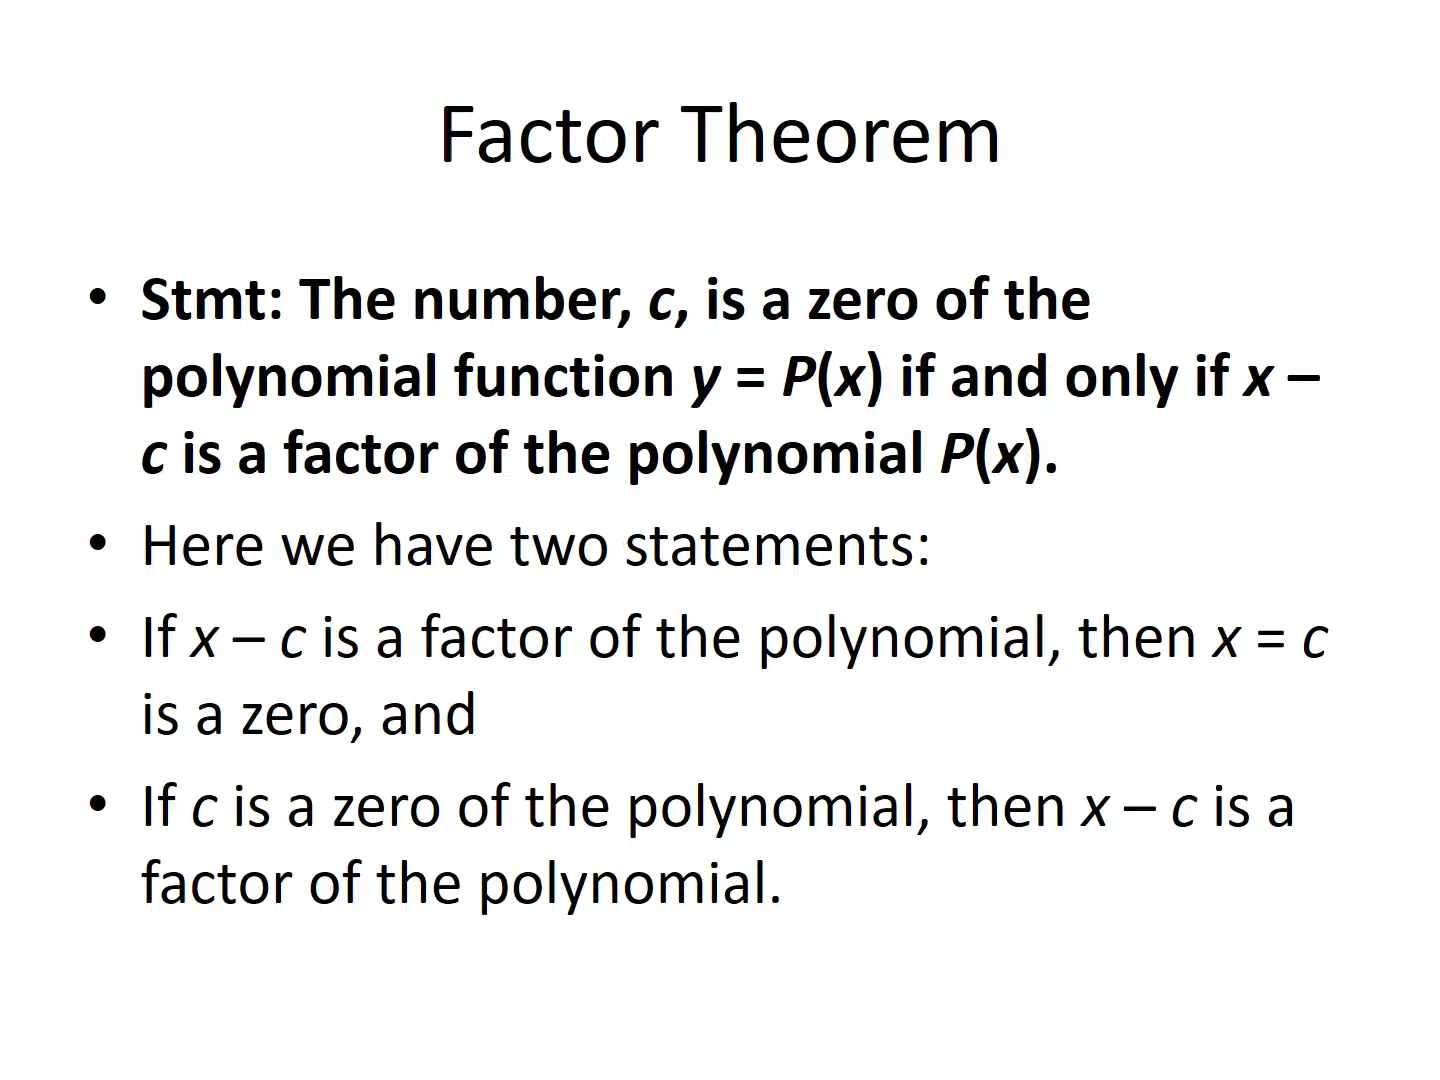 Factor Theorem
• Stmt: The number, c, is a zero of the
polynomial function y = P(x) if and only if x –
c is a factor of the polynomial P(x).
• Here we have two statements:
• If x – c is a factor of the polynomial, then x = c
is a zero, and
• If c is a zero of the polynomial, then x – c is a
factor of the polynomial.